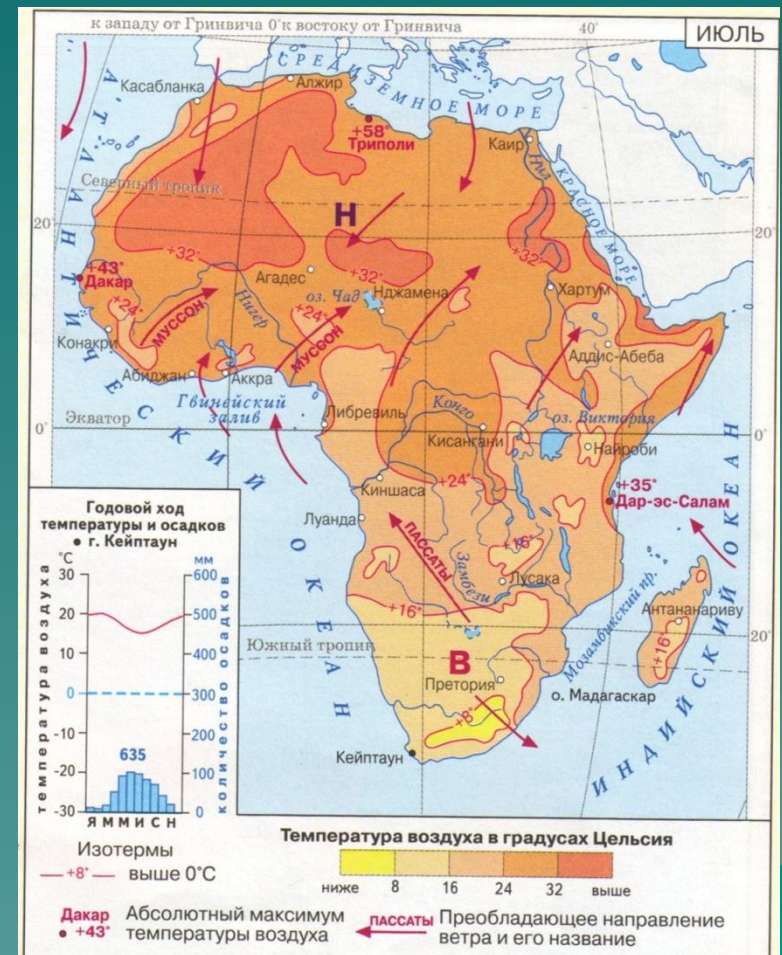 к западу от Гринвича 0° к востоку от Гринвича
40°
ИЮЛЬ
СРЕДИЗЕМНОЕ МОРЕ
Касабланка
Алжир
+58°
Триполи
Каир
Нил
КРАСНОЕ МОРЕ
Северный тропик
20°
20°
Н
+32°
+32°
+32°
+43°
Дакар
Агадес
оз. Чад
Нджамена
Хартум
+24°
МУССОН
Нигер
+24°
МУССОН
Конакри
Абиджан
Аккра
Аддис-Абеба
Гвинейский
залив
Либревиль
Конго
оз. Виктория
Экватор
0°
0°
Кисангани
Найроби
Киншаса
+24°
+35°
Дар-эс-Салам
Луанда
ПАССАТЫ
Замбези
+16°
Лусака
Мозамбикский пр.
Антананариву
+16°
+16°
20°
Южный тропик
В
Претория
о. Мадагаскар
+8°
Кейптаун
АТЛАНТИЧЕСКИЙ ОКЕАН
ИНДИЙСКИЙ ОКЕАН
Годовой ход
температуры и осадков
• г. Кейптаун
°С
мм
30
600
20
500
10
400
0
300
-10
200
-20
100
-30
0
635
Я М М И С Н
температура воздуха
количество осадков
Температура воздуха в градусах Цельсия
ниже 8 16 24 32 выше
Изотермы
+8° выше 0°С
Дакар
• +43°
Абсолютный максимум
температуры воздуха
ПАССАТЫ
Преобладающее направление
ветра и его название